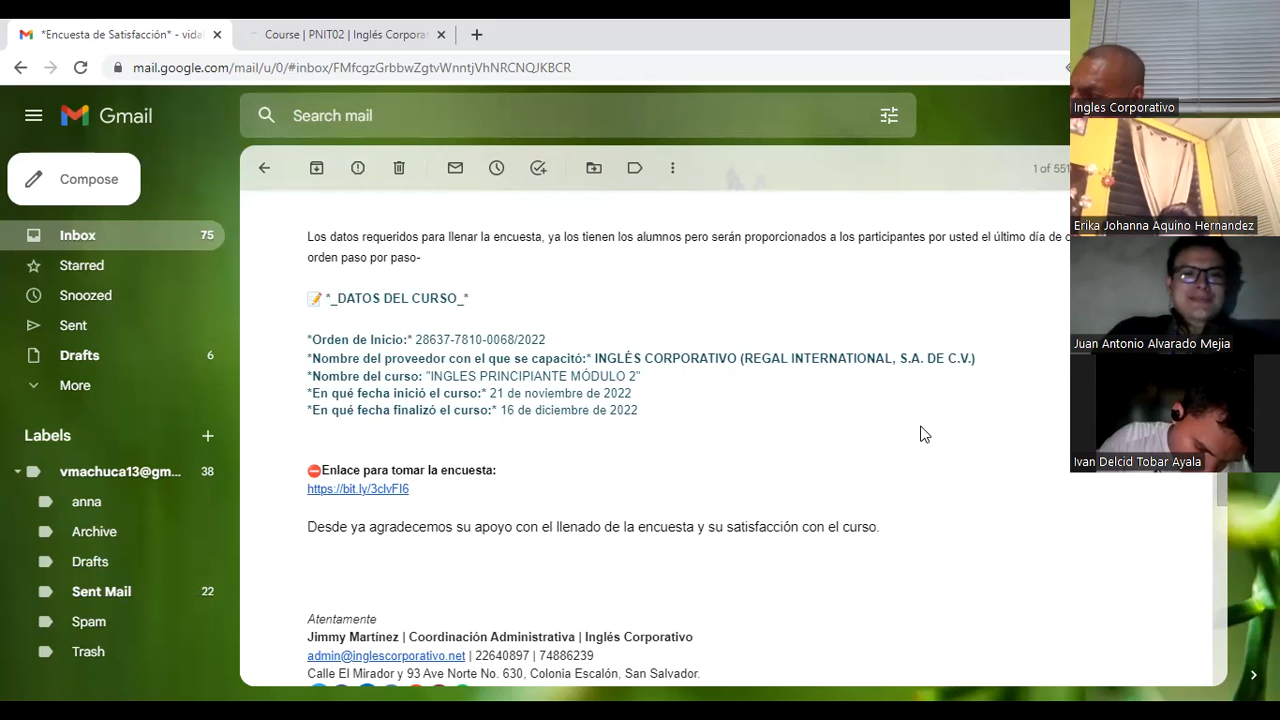 *Encuesta de Satisfacción* - vidal
Course | PNIT02 | Inglés Corporat
mail.google.com/mail/u/0/#inbox/FMfcgzGrbbwZgtvWnntjVhNRCNQJKBCR
Gmail
Search mail
Compose
1 of 551
Inbox 75
Starred
Snoozed
Sent
Drafts 6
More
Labels
vmachuca13@gm... 38
anna
Archive
Drafts
Sent Mail 22
Spam
Trash
Los datos requeridos para llenar la encuesta, ya los tienen los alumnos pero serán proporcionados a los participantes por usted el último día de c
orden paso por paso-
*_DATOS DEL CURSO_*
*Orden de Inicio:* 28637-7810-0068/2022
*Nombre del proveedor con el que se capacitó:* INGLÉS CORPORATIVO (REGAL INTERNATIONAL, S.A. DE C.V.)
*Nombre del curso: "INGLES PRINCIPIANTE MÓDULO 2"
*En qué fecha inició el curso:* 21 de noviembre de 2022
*En qué fecha finalizó el curso:* 16 de diciembre de 2022
Enlace para tomar la encuesta:
https://bit.ly/3clvFI6
Desde ya agradecemos su apoyo con el llenado de la encuesta y su satisfacción con el curso.
Atentamente
Jimmy Martínez | Coordinación Administrativa | Inglés Corporativo
admin@inglescorporativo.net | 22640897 | 74886239
Calle El Mirador y 93 Ave Norte No. 630, Colonia Escalón, San Salvador.
Ingles Corporativo
Erika Johanna Aquino Hernandez
Juan Antonio Alvarado Mejia
Ivan Delcid Tobar Ayala